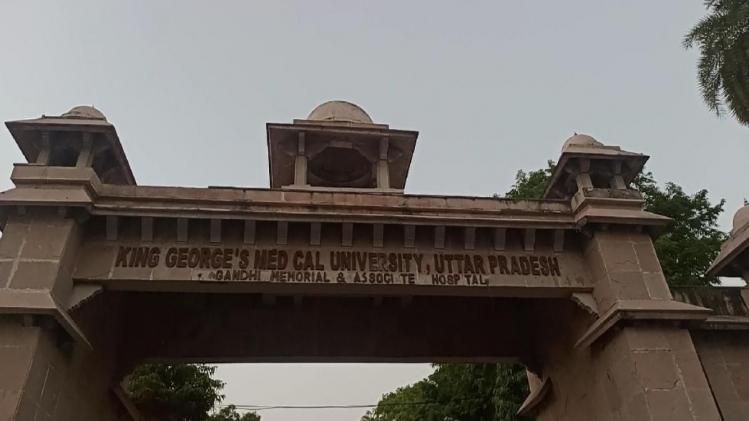 KING GEORGE'S MED CAL UNIVERSITY, UTTAR PRADESH
GANDHI MEMORIAL & ASSOCI TE HOSP TAL